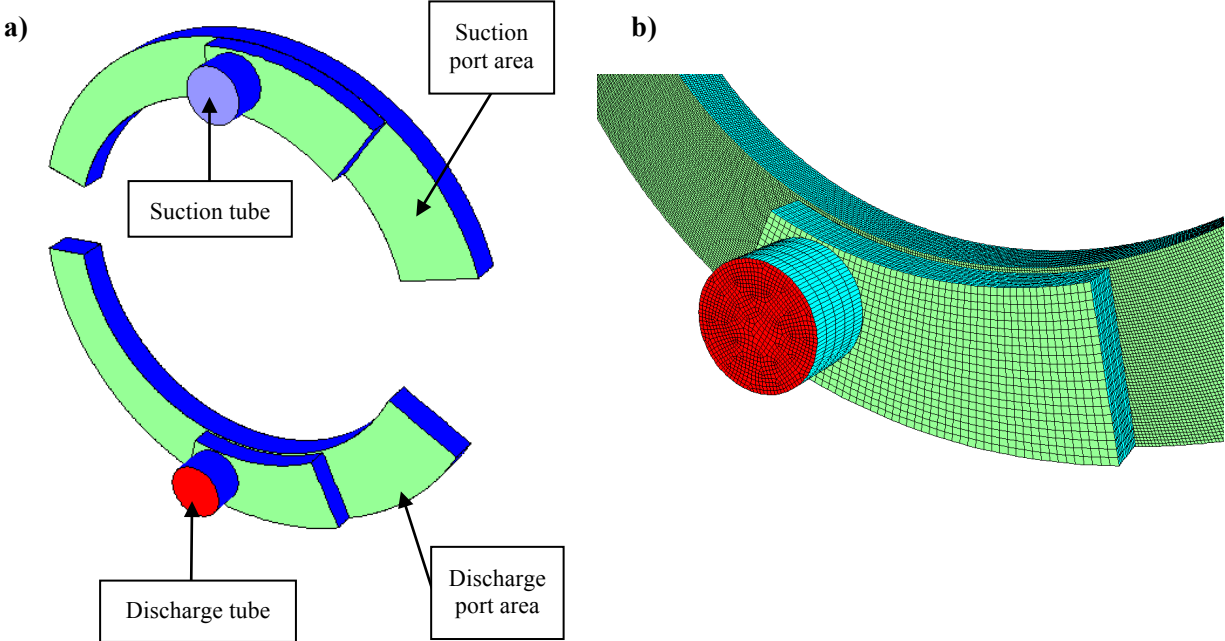 a)
Suction
port area
Suction tube
Discharge tube
Discharge
port area
b)